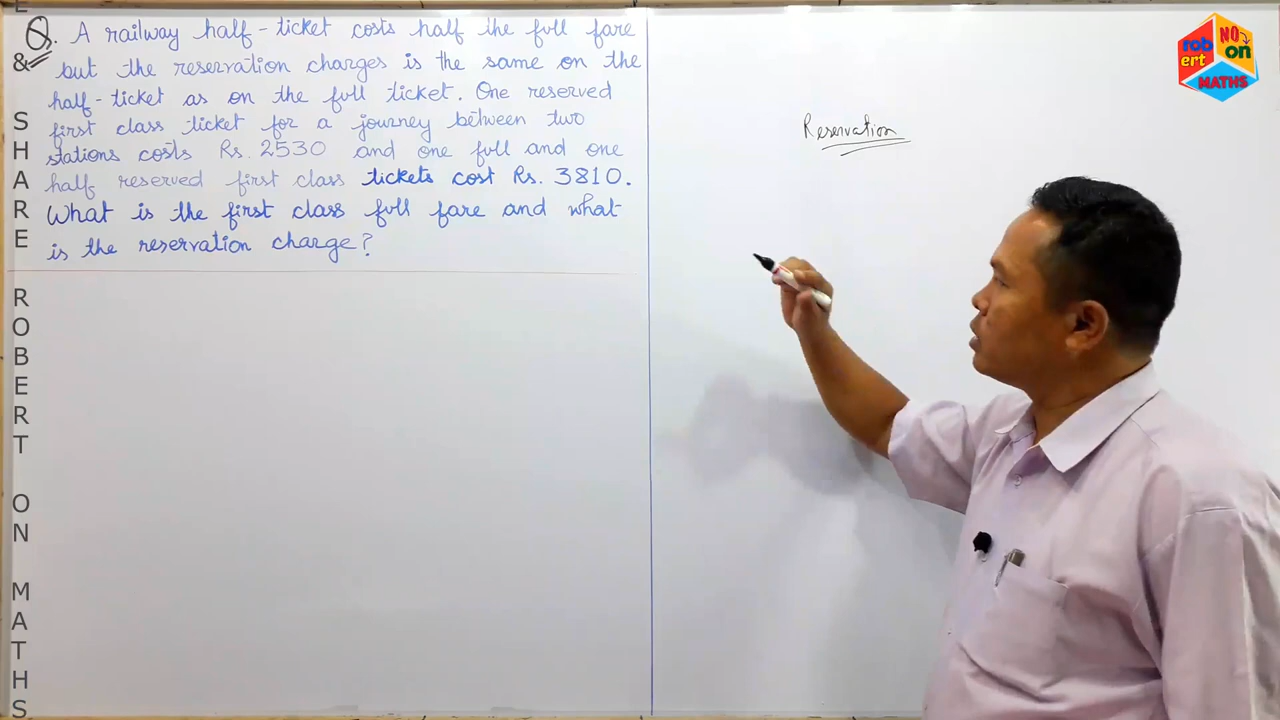 Q. A railway half-ticket costs half the full fare
but the reservation charges is the same on the
half-ticket as on the full ticket. One reserved
first class ticket for a journey between two
stations costs Rs. 2530 and one full and one
half reserved first class tickets cost Rs. 3810.
What is the first class full fare and what
is the reservation charge?
Reservation
E & SHARE ROBERT ON MATHS
robert
NO
on
MATHS